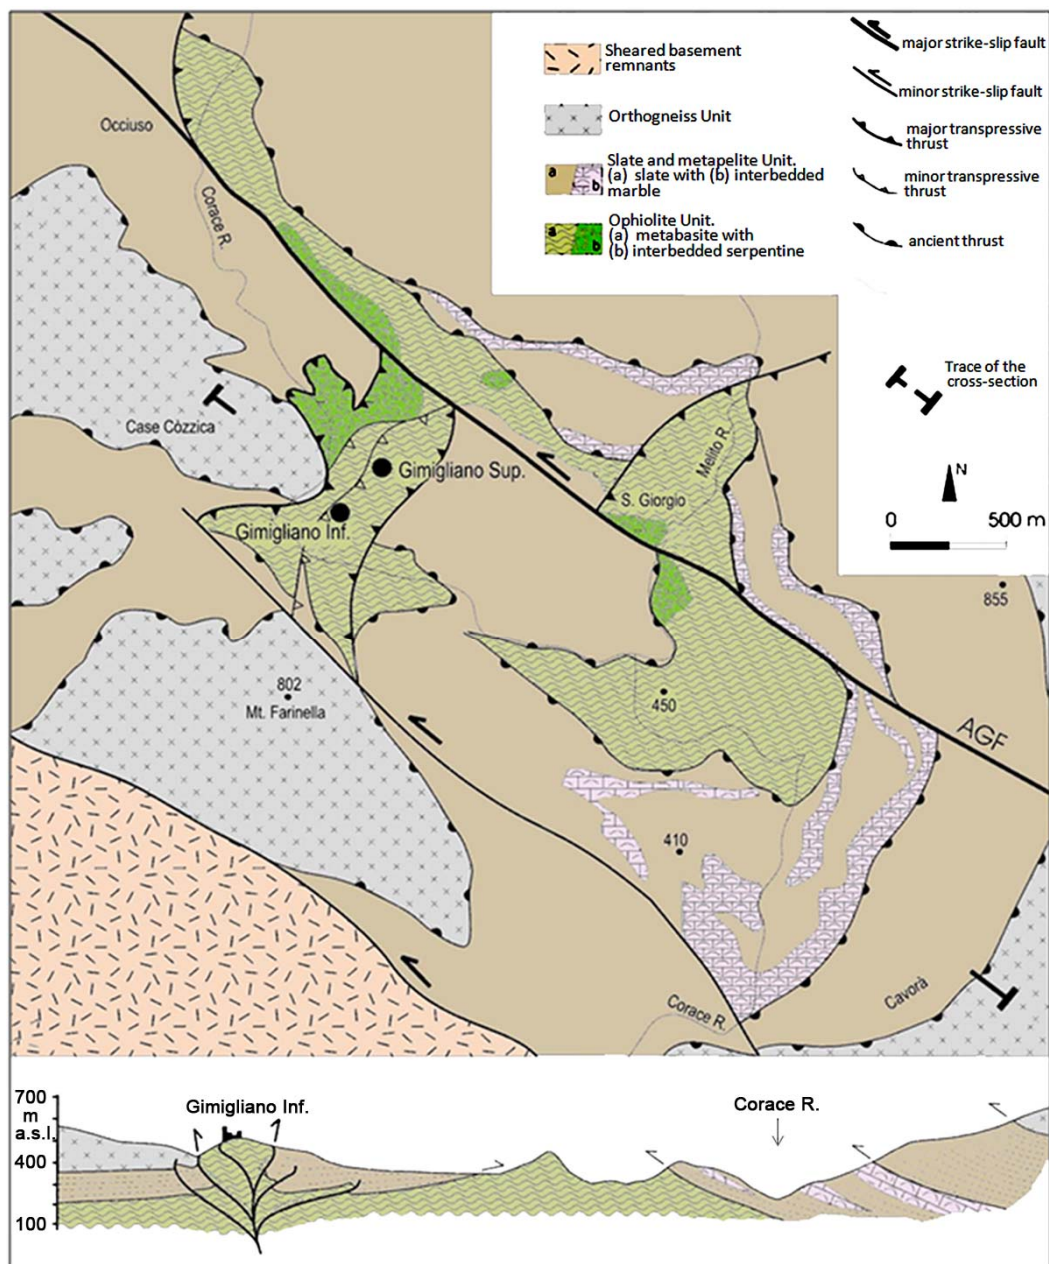 Sheared basement
remnants
Orthogneiss Unit
Slate and metapelite Unit.
(a) slate with (b) interbedded
marble
a
b
Ophiolite Unit.
(a) metabasite with
(b) interbedded serpentine
a
b
major strike-slip fault
minor strike-slip fault
major transpressive
thrust
minor transpressive
thrust
ancient thrust
Trace of the
cross-section
N
0 500 m
Occiuso
Corace R.
Case Còzzica
Gimigliano Sup.
Gimigliano Inf.
Melito R.
S. Giorgio
855
802
Mt. Farinella
450
AGF
410
Cavorà
Corace R.
700
m
a.s.l.
400
100
Gimigliano Inf.
Corace R.